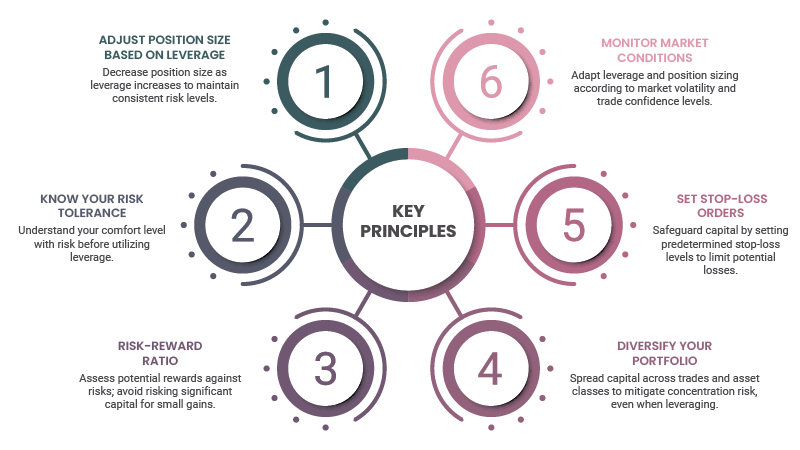 ADJUST POSITION SIZE
BASED ON LEVERAGE
Decrease position size as
leverage increases to maintain
consistent risk levels.
1
KNOW YOUR RISK
TOLERANCE
Understand your comfort level
with risk before utilizing
leverage.
2
RISK-REWARD
RATIO
Assess potential rewards against
risks; avoid risking significant
capital for small gains.
3
KEY
PRINCIPLES
4
DIVERSIFY YOUR
PORTFOLIO
Spread capital across trades and asset
classes to mitigate concentration risk,
even when leveraging.
5
SET STOP-LOSS
ORDERS
Safeguard capital by setting
predetermined stop-loss
levels to limit potential
losses.
6
MONITOR MARKET
CONDITIONS
Adapt leverage and position sizing
according to market volatility and
trade confidence levels.